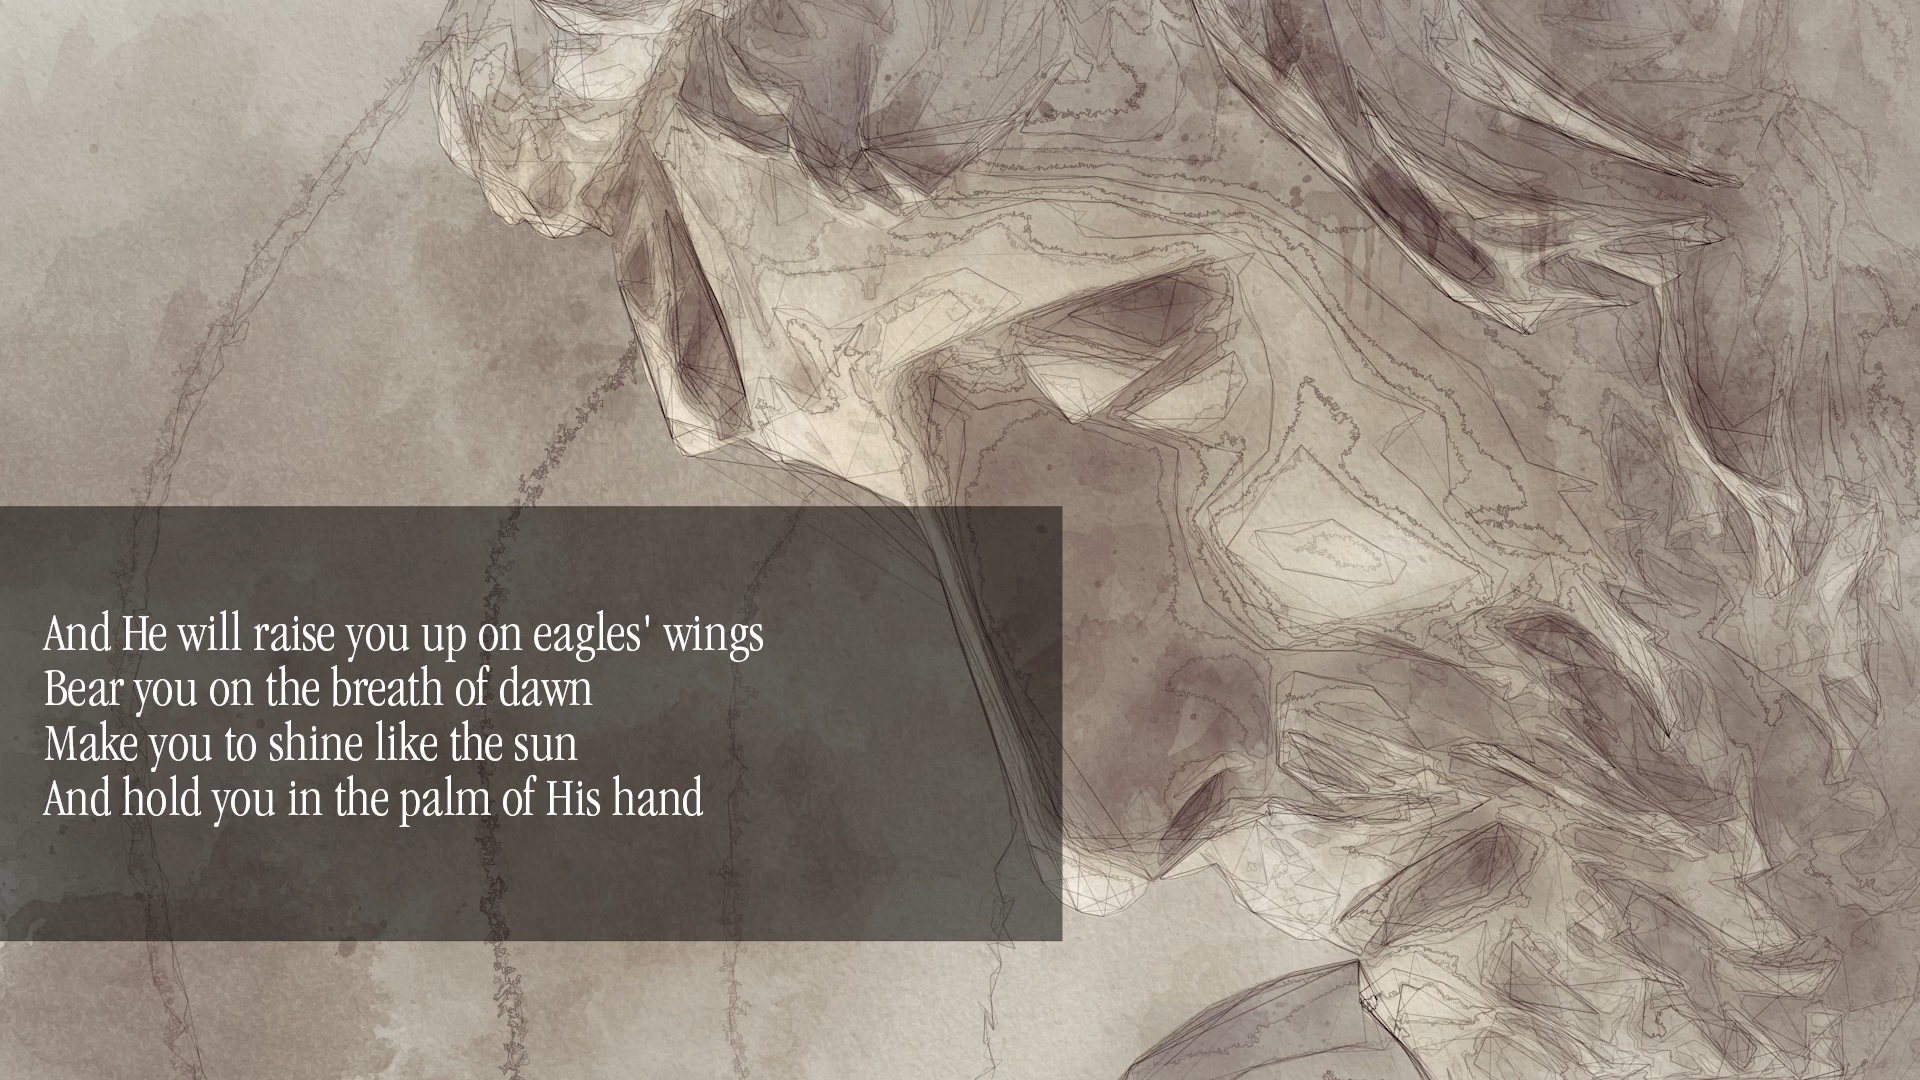 And He will raise you up on eagles' wings
Bear you on the breath of dawn
Make you to shine like the sun
And hold you in the palm of His hand